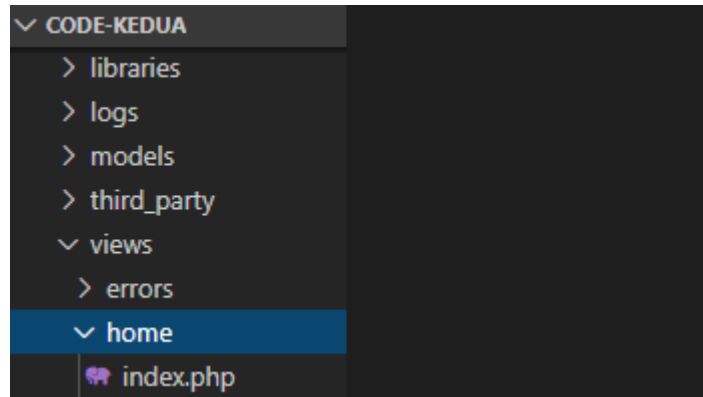 CODE-KEDUA
libraries
logs
models
third_party
views
errors
home
index.php